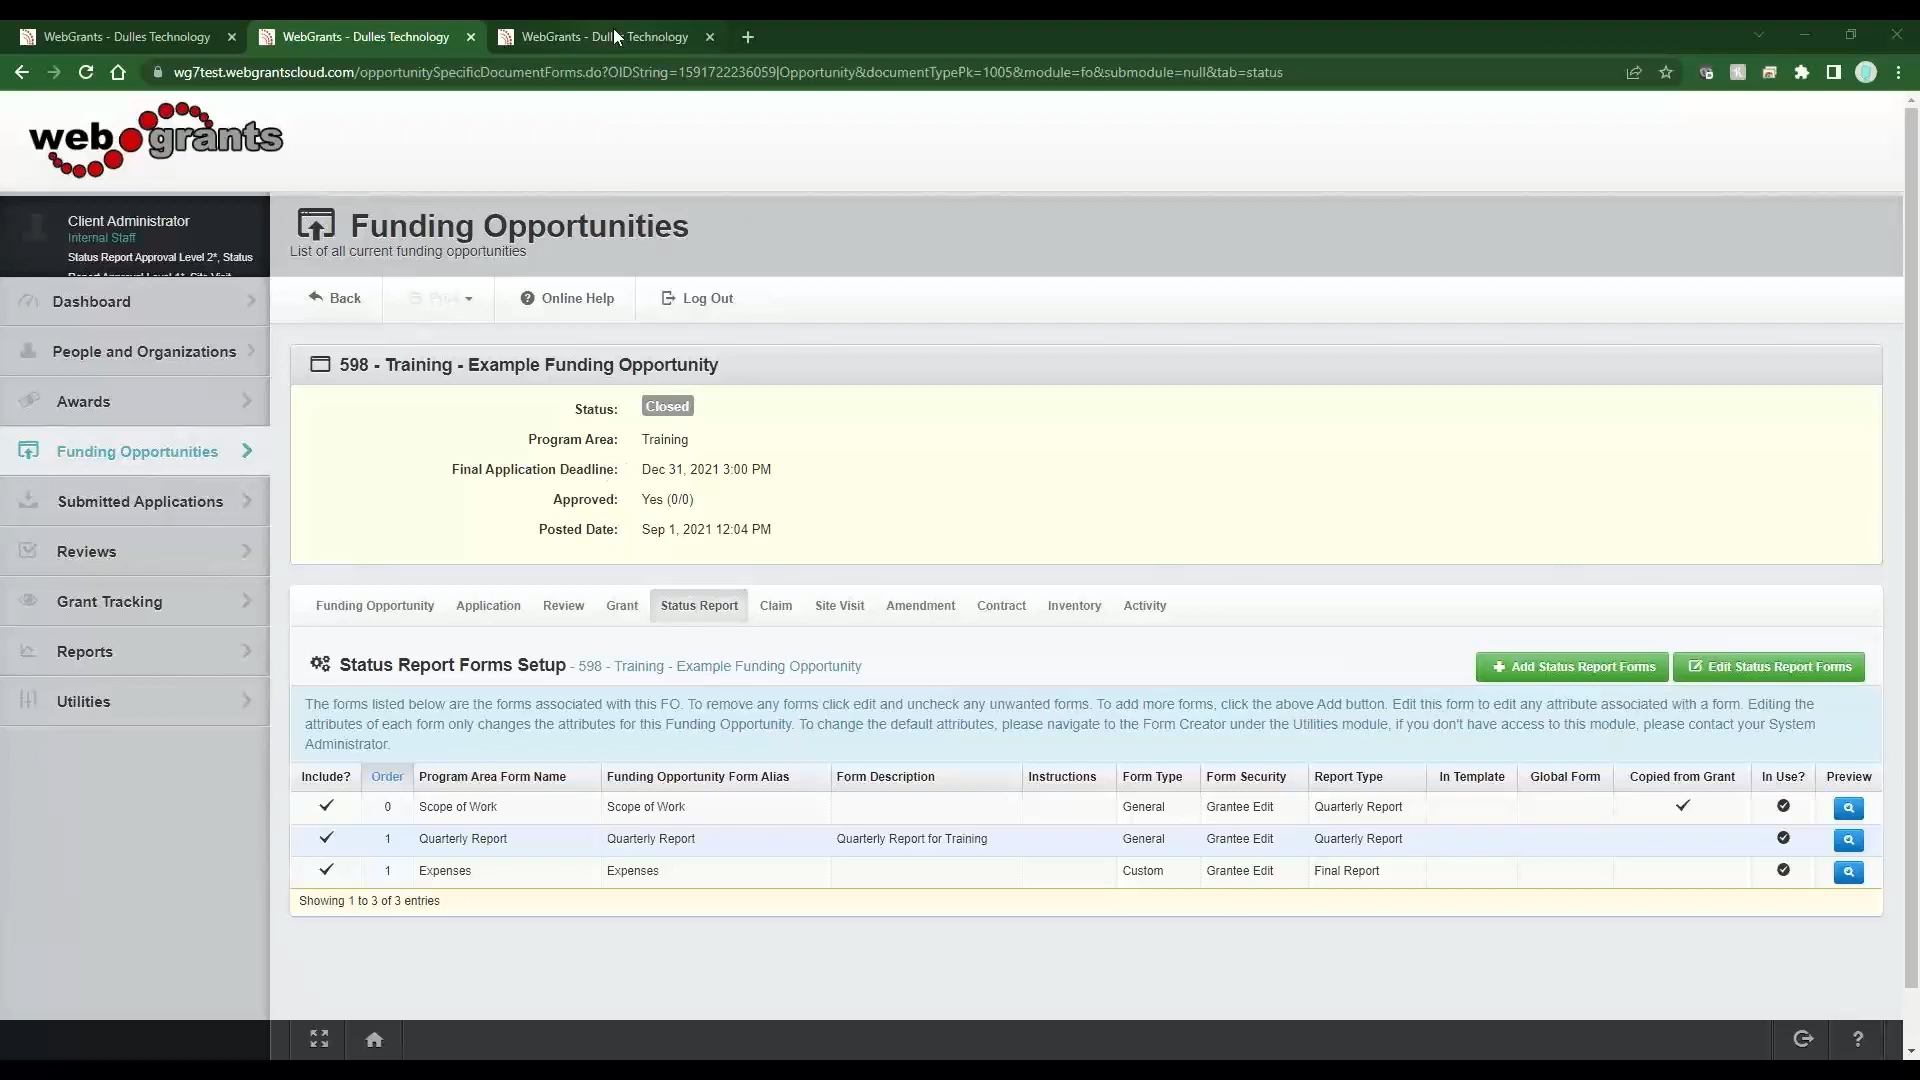 WebGrants - Dulles Technology
WebGrants - Dulles Technology
WebGrants - Dulles Technology
wg7test.webgrantscloud.com/opportunitySpecificDocumentForms.do?OIDString=1591722236059|Opportunity&documentTypePk=1005&module=fo&submodule=null&tab=status
web grants
Client Administrator
Internal Staff
Status Report Approval Level 2*, Status
Report Approval Level 1*, Site Visit
Funding Opportunities
List of all current funding opportunities
Back
Print
Online Help
Log Out
Dashboard
People and Organizations
Awards
Funding Opportunities
Submitted Applications
Reviews
Grant Tracking
Reports
Utilities
598 - Training - Example Funding Opportunity
Status: Closed
Program Area: Training
Final Application Deadline: Dec 31, 2021 3:00 PM
Approved: Yes (0/0)
Posted Date: Sep 1, 2021 12:04 PM
Funding Opportunity Application Review Grant Status Report Claim Site Visit Amendment Contract Inventory Activity
Status Report Forms Setup - 598 - Training - Example Funding Opportunity
Add Status Report Forms
Edit Status Report Forms
The forms listed below are the forms associated with this FO. To remove any forms click edit and uncheck any unwanted forms. To add more forms, click the above Add button. Edit this form to edit any attribute associated with a form. Editing the
attributes of each form only changes the attributes for this Funding Opportunity. To change the default attributes, please navigate to the Form Creator under the Utilities module, if you don't have access to this module, please contact your System
Administrator.
Include? Order Program Area Form Name Funding Opportunity Form Alias Form Description Instructions Form Type Form Security Report Type In Template Global Form Copied from Grant In Use? Preview
0 Scope of Work Scope of Work General Grantee Edit Quarterly Report
1 Quarterly Report Quarterly Report Quarterly Report for Training General Grantee Edit Quarterly Report
1 Expenses Expenses Custom Grantee Edit Final Report
Showing 1 to 3 of 3 entries